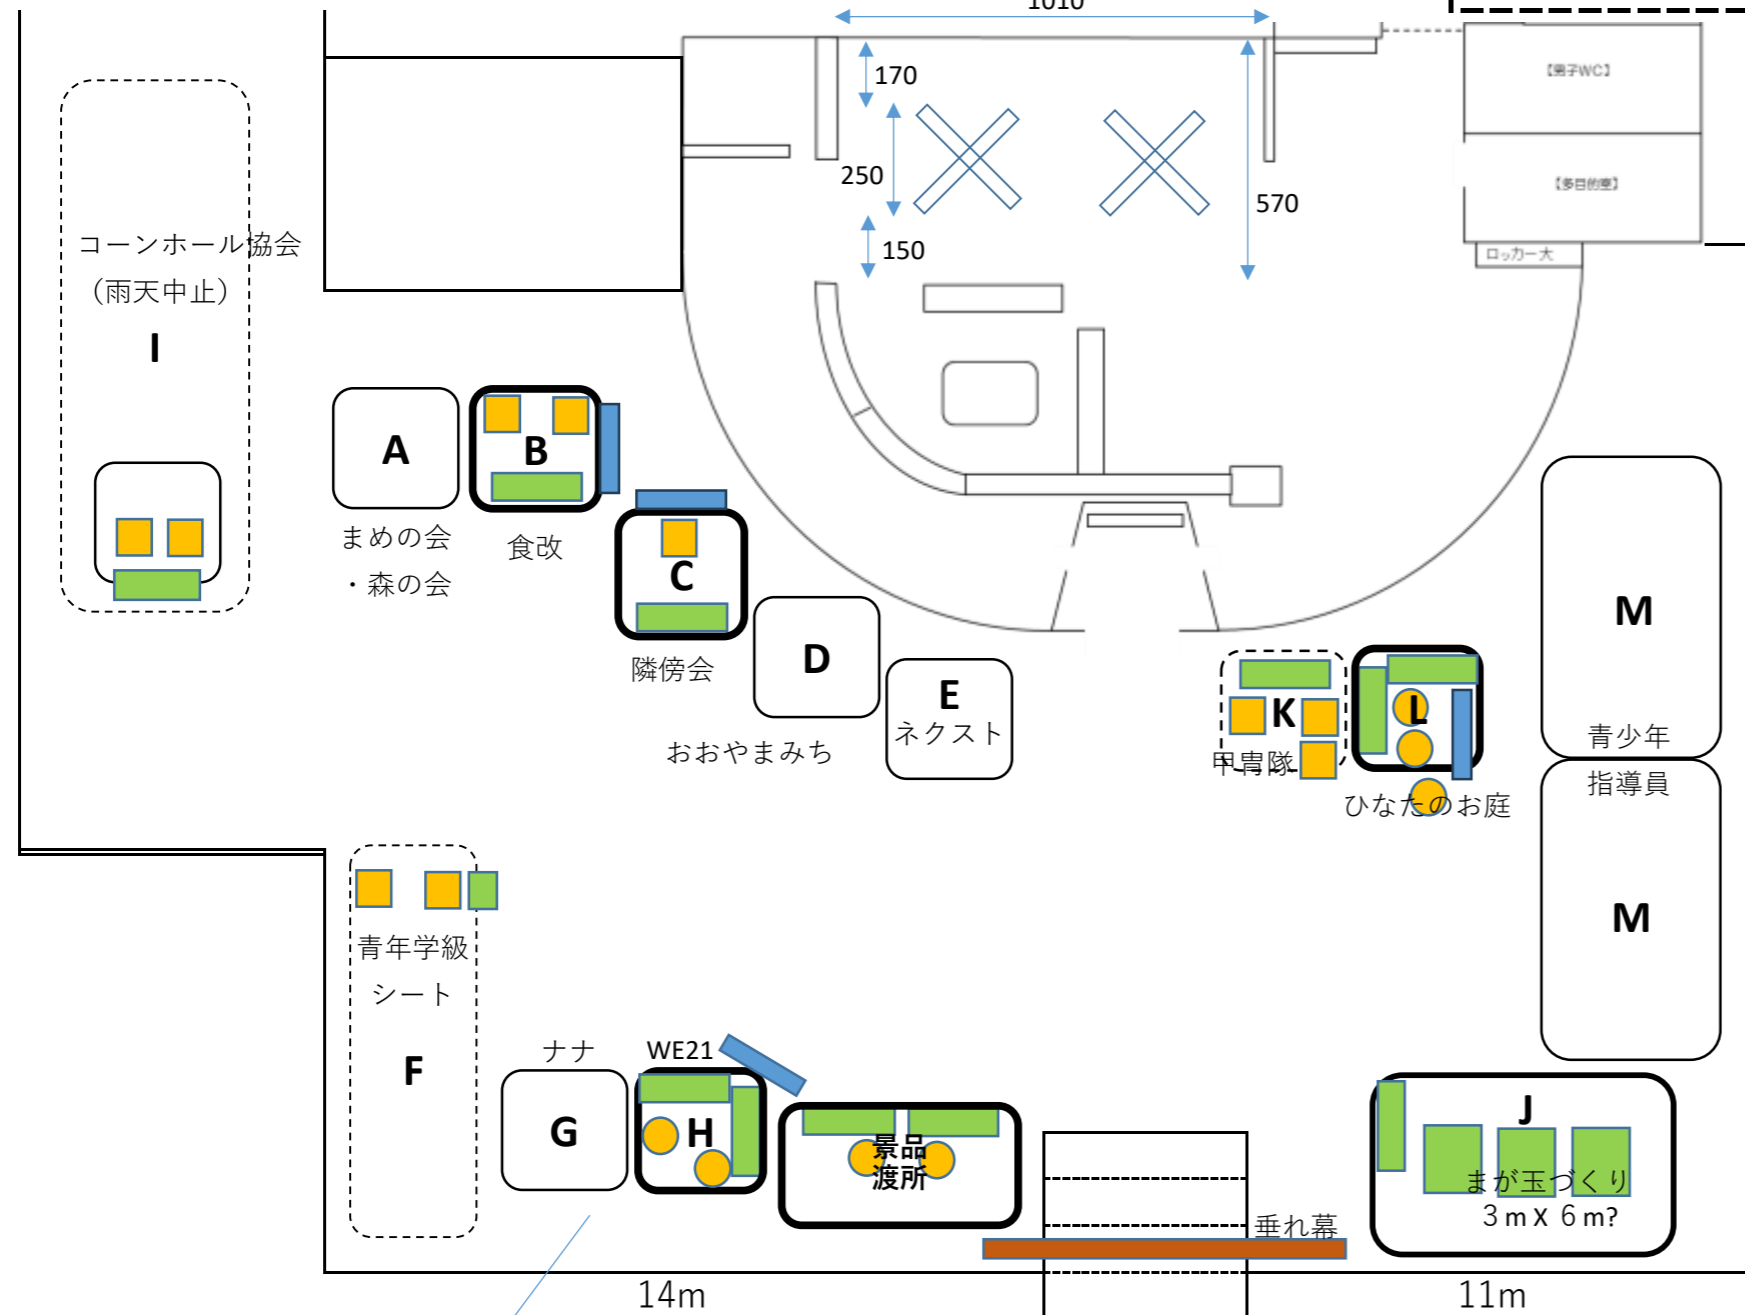 1010
170
250
150
570
【男子WC】
【多目的室】
ロッカー大
コーンホール協会
（雨天中止）
I
A
まめの会
・森の会
B
食改
C
隣傍会
D
おおやまみち
E
ネクスト
K
甲冑隊
L
ひなたのお庭
M
青少年
指導員
M
青年学級
シート
F
ナナ
G
WE21
H
景品
渡所
垂れ幕
J
まが玉づくり
３m X ６m?
14m
11m